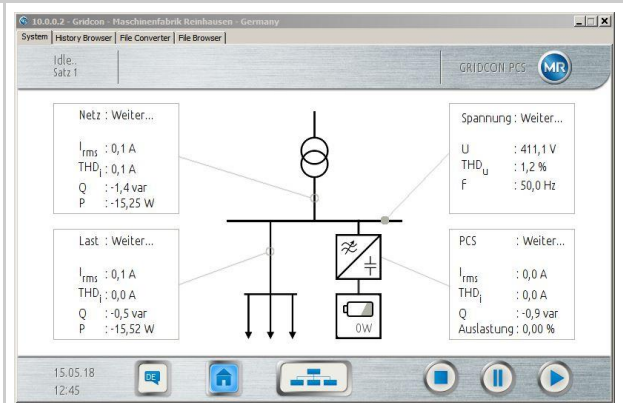 10.0.0.2 - Gridcon - Maschinenfabrik Reinhausen - Germany
System History Browser File Converter File Browser
Idle..
Satz 1
GRIDCON PCS
MR
Netz : Weiter...
Irms : 0,1 A
THDi : 0,1 A
Q : -1,4 var
P : -15,25 W
Spannung : Weiter...
U : 411,1 V
THDu : 1,2 %
f : 50,0 Hz
Last : Weiter...
Irms : 0,1 A
THDi : 0,0 A
Q : -0,5 var
P : -15,52 W
PCS : Weiter...
Irms : 0,0 A
THDi : 0,0 A
Q : -0,9 var
Auslastung : 0,00 %
0W
15.05.18
12:45
DE